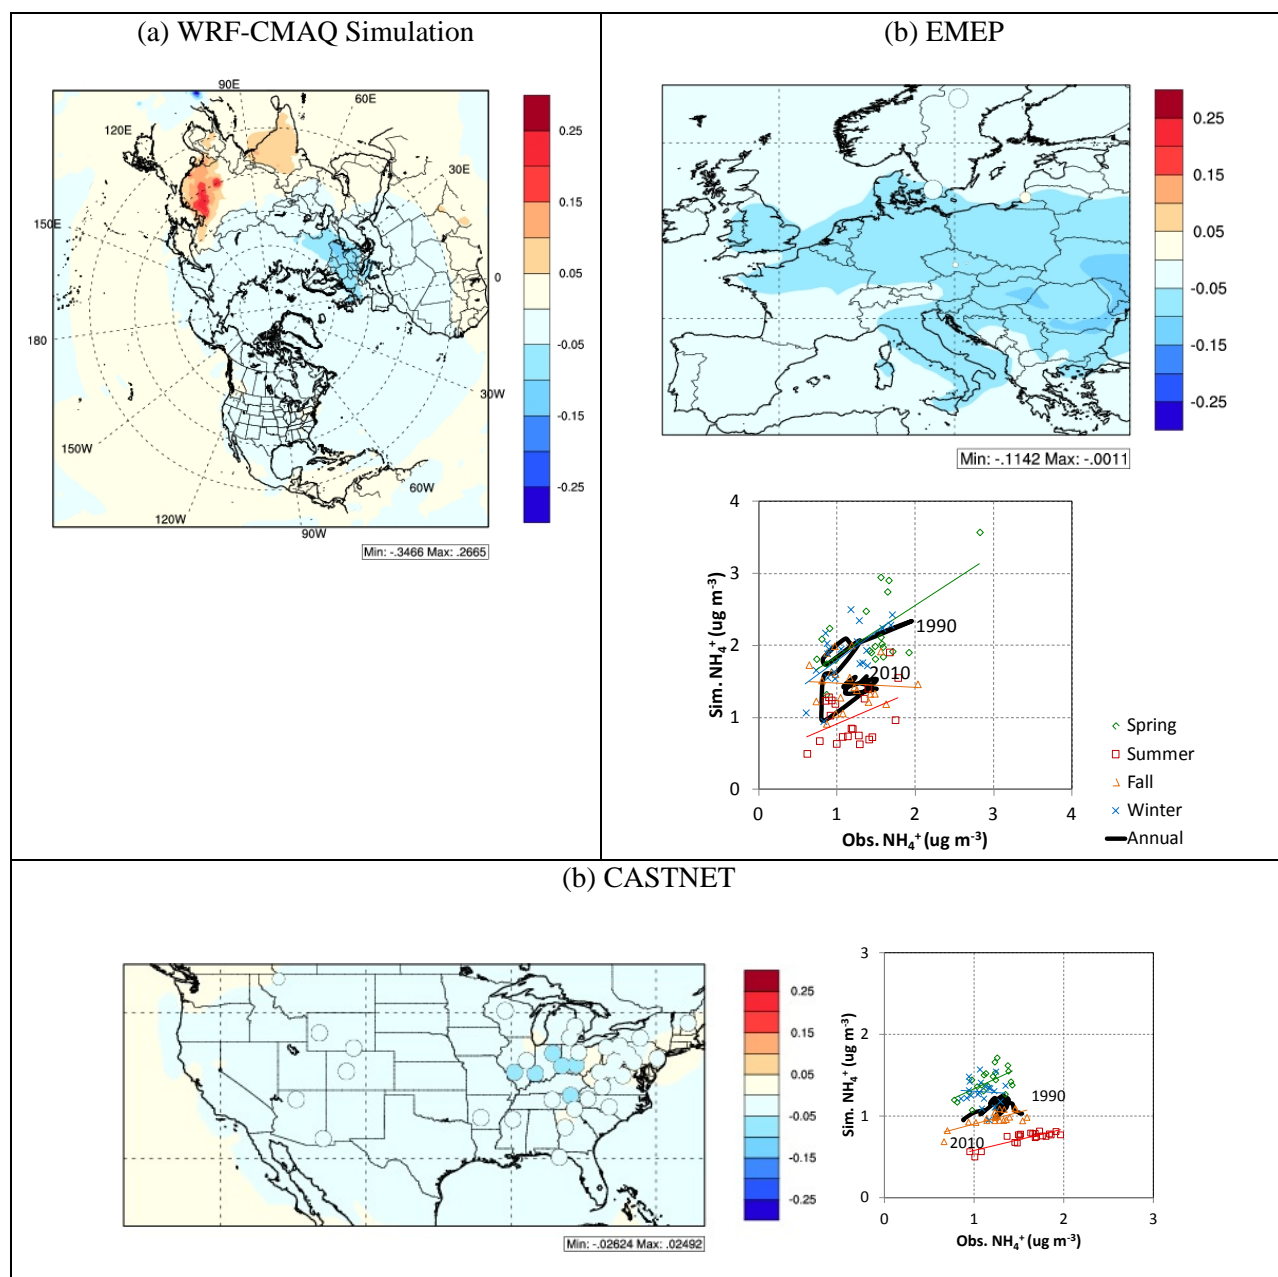 (a) WRF-CMAQ Simulation
90E
60E
120E
30E
150E
0
180
30W
150W
60W
120W
90W
0.25
0.15
0.05
-0.05
-0.15
-0.25
Min: -.3466 Max: .2665
(b) EMEP
0.25
0.15
0.05
-0.05
-0.15
-0.25
Min: -.1142 Max: -.0011
4
3
2
1
0
Sim. NH₄⁺ (ug m⁻³)
1990
2010
0 1 2 3 4
Obs. NH₄⁺ (ug m⁻³)
Spring
Summer
Fall
Winter
Annual
(b) CASTNET
0.25
0.15
0.05
-0.05
-0.15
-0.25
Min: -.02624 Max: .02492
3
2
1
0
Sim. NH₄⁺ (ug m⁻³)
1990
2010
0 1 2 3
Obs. NH₄⁺ (ug m⁻³)